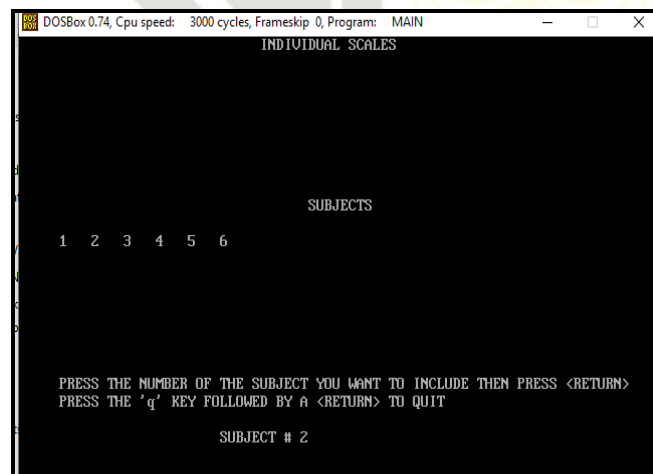 DOSBox 0.74, Cpu speed: 3000 cycles, Frameskip 0, Program: MAIN
INDIVIDUAL SCALES
SUBJECTS
1 2 3 4 5 6
PRESS THE NUMBER OF THE SUBJECT YOU WANT TO INCLUDE THEN PRESS <RETURN>
PRESS THE 'q' KEY FOLLOWED BY A <RETURN> TO QUIT
SUBJECT # 2